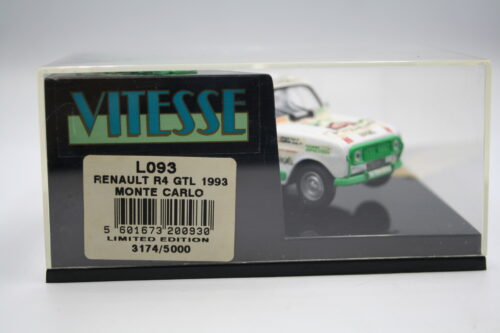 VITESSE
L093
RENAULT R4 GTL 1993
MONTE CARLO
5 601673 200930
LIMITED EDITION
3174/5000